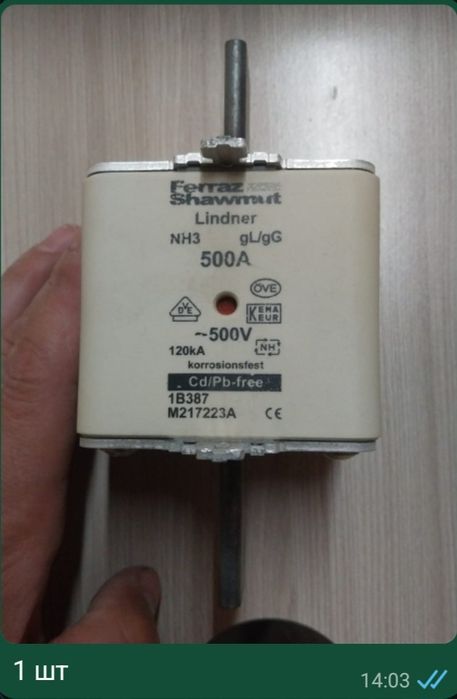 Ferraz
Shawmut
Lindner
NH3 gL/gG
500A
ÖVE
VDE KEMA
KEUR
~500V
120kA NH
korrosionsfest
Cd/Pb-free
1B387
M217223A CE
1 шт
14:03